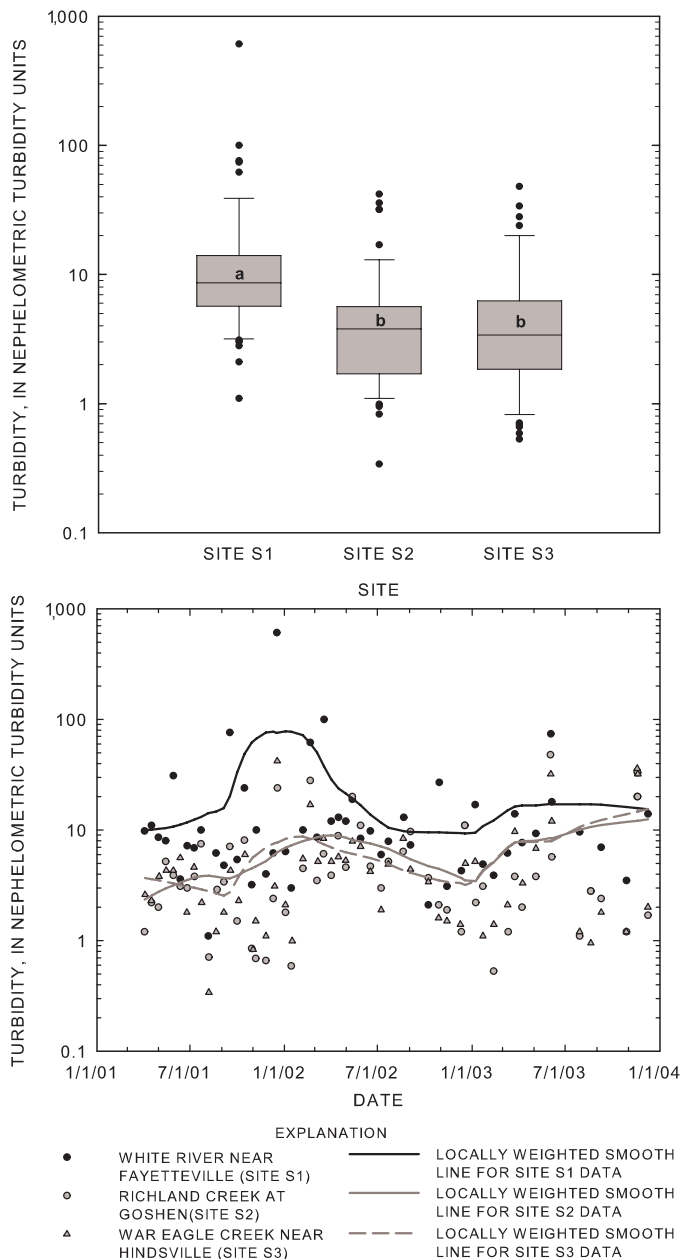 TURBIDITY, IN NEPHELOMETRIC TURBIDITY UNITS
1,000
100
10
1
0.1
a
b
b
SITE S1 SITE S2 SITE S3
SITE
TURBIDITY, IN NEPHELOMETRIC TURBIDITY UNITS
1,000
100
10
1
0.1
1/1/01 7/1/01 1/1/02 7/1/02 1/1/03 7/1/03 1/1/04
DATE
EXPLANATION
WHITE RIVER NEAR
FAYETTEVILLE (SITE S1)
RICHLAND CREEK AT
GOSHEN(SITE S2)
WAR EAGLE CREEK NEAR
HINDSVILLE (SITE S3)
LOCALLY WEIGHTED SMOOTH
LINE FOR SITE S1 DATA
LOCALLY WEIGHTED SMOOTH
LINE FOR SITE S2 DATA
LOCALLY WEIGHTED SMOOTH
LINE FOR SITE S3 DATA